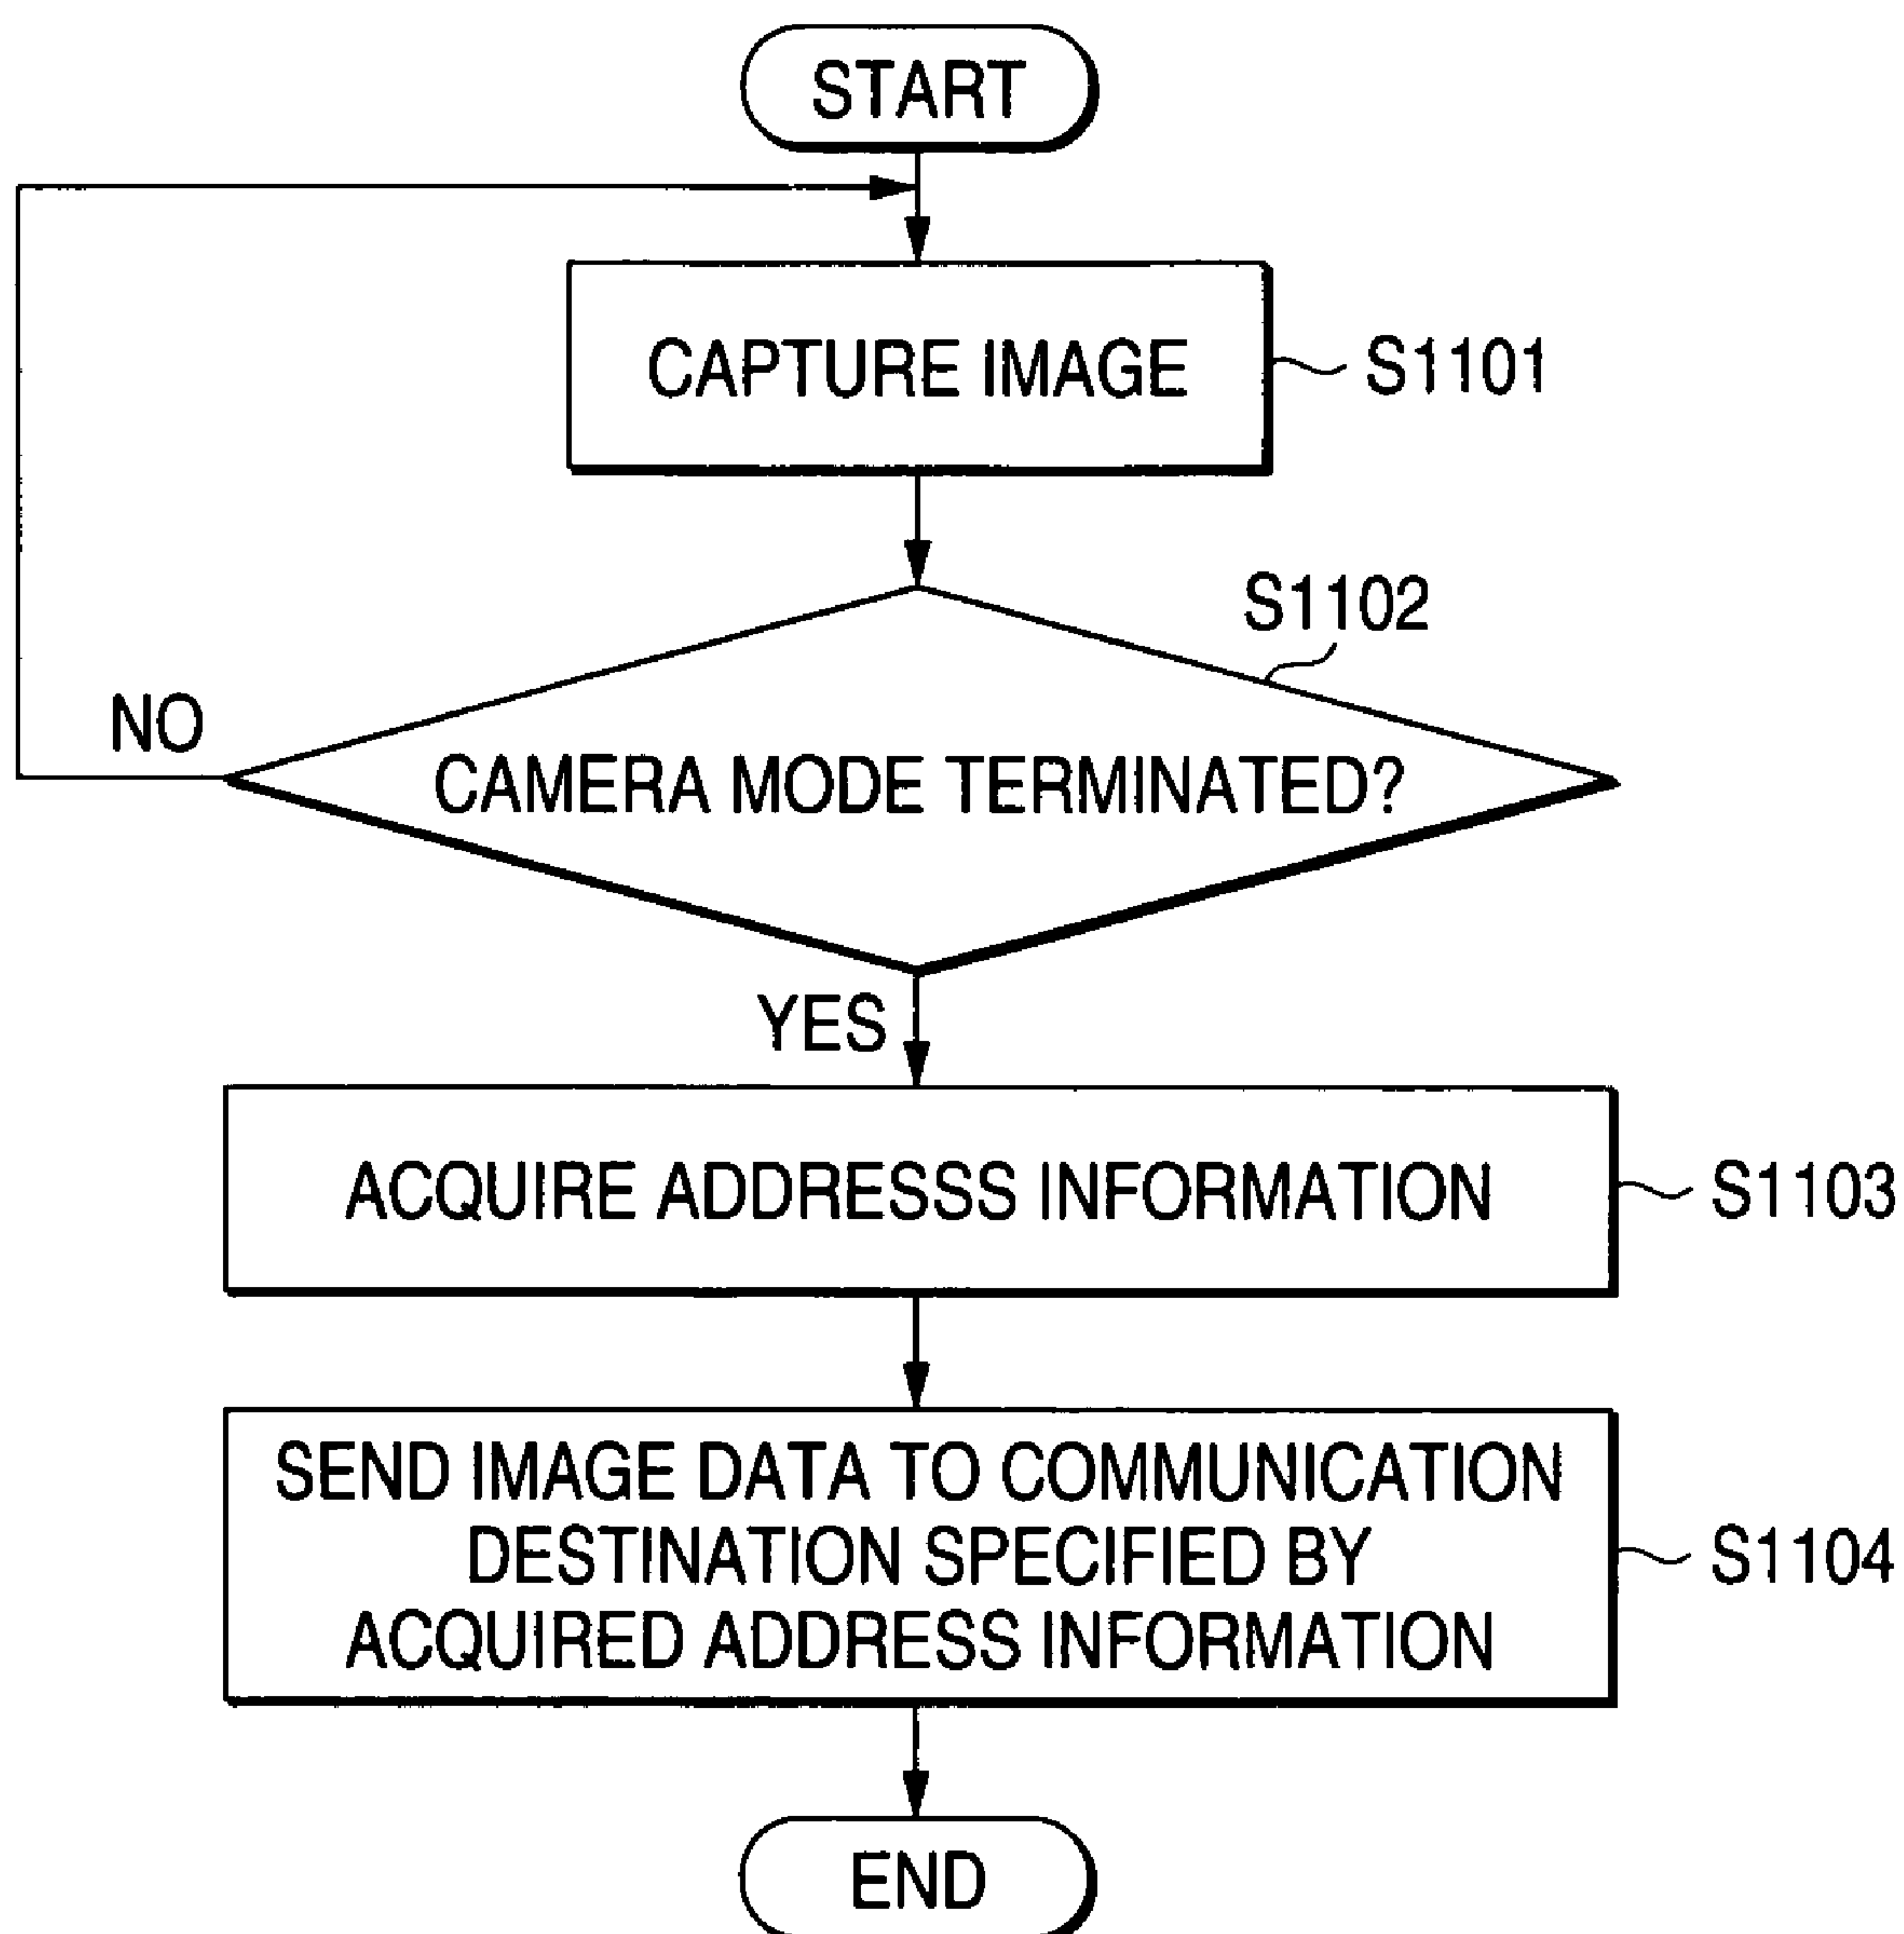 START
CAPTURE IMAGE
S1101
S1102
NO
CAMERA MODE TERMINATED?
YES
ACQUIRE ADDRESSS INFORMATION
S1103
SEND IMAGE DATA TO COMMUNICATION
DESTINATION SPECIFIED BY
S1104
ACQUIRED ADDRESS INFORMATION
END